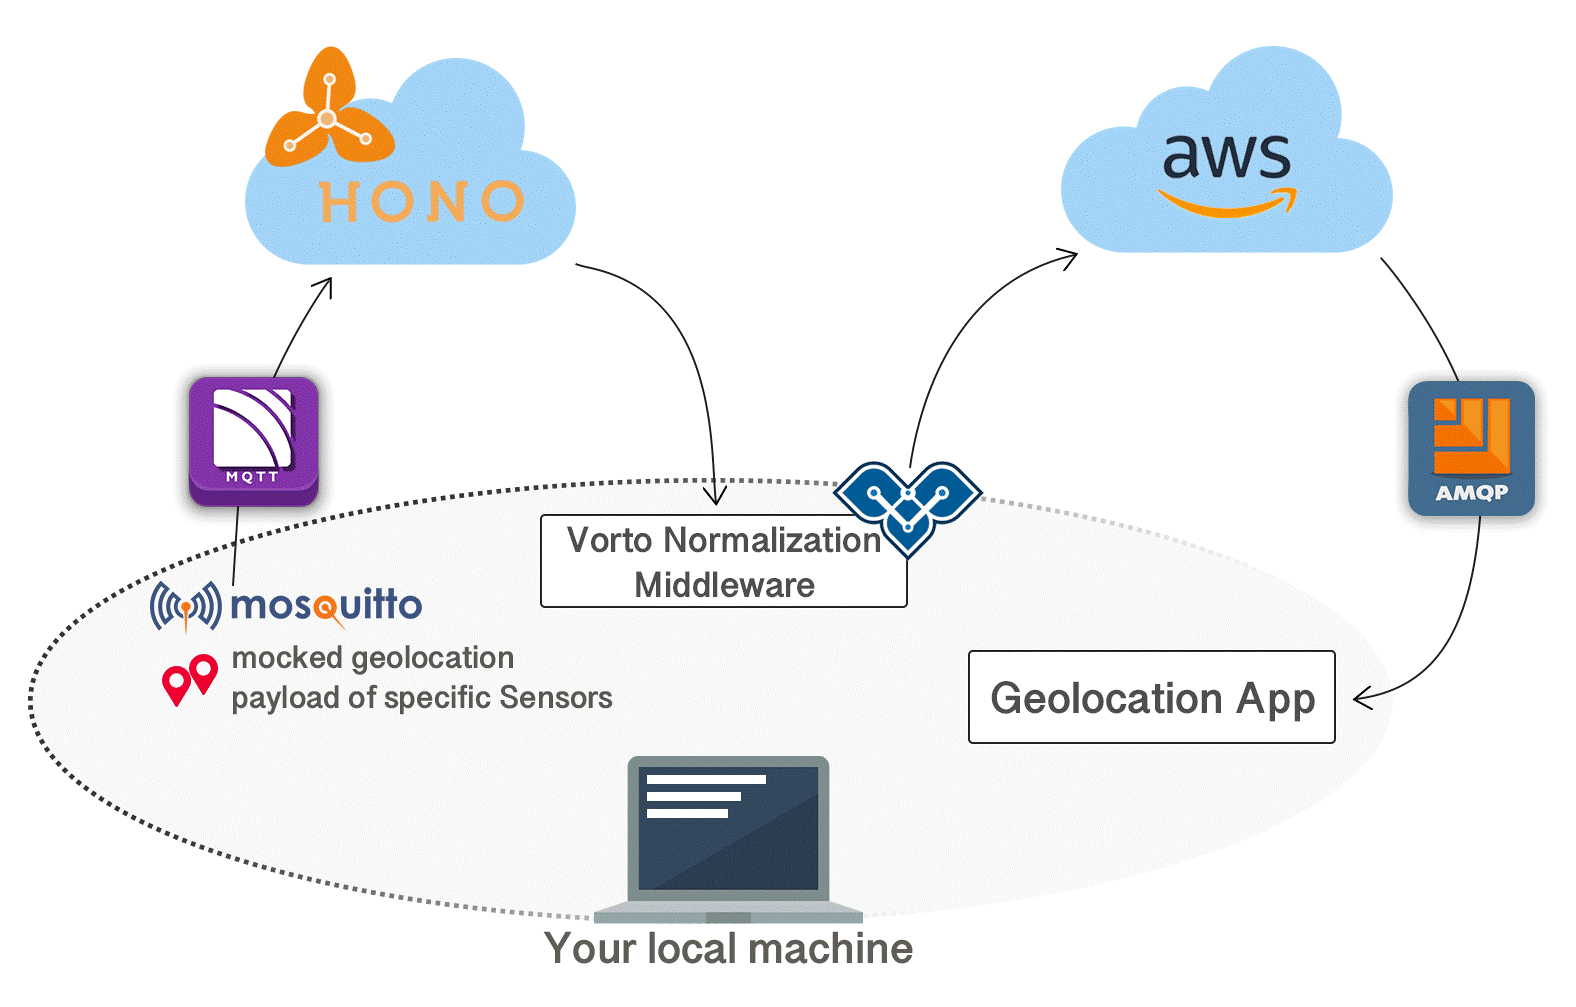 HONO
aws
MQTT
AMQP
Vorto Normalization
Middleware
mosquitto
mocked geolocation
payload of specific Sensors
Geolocation App
Your local machine